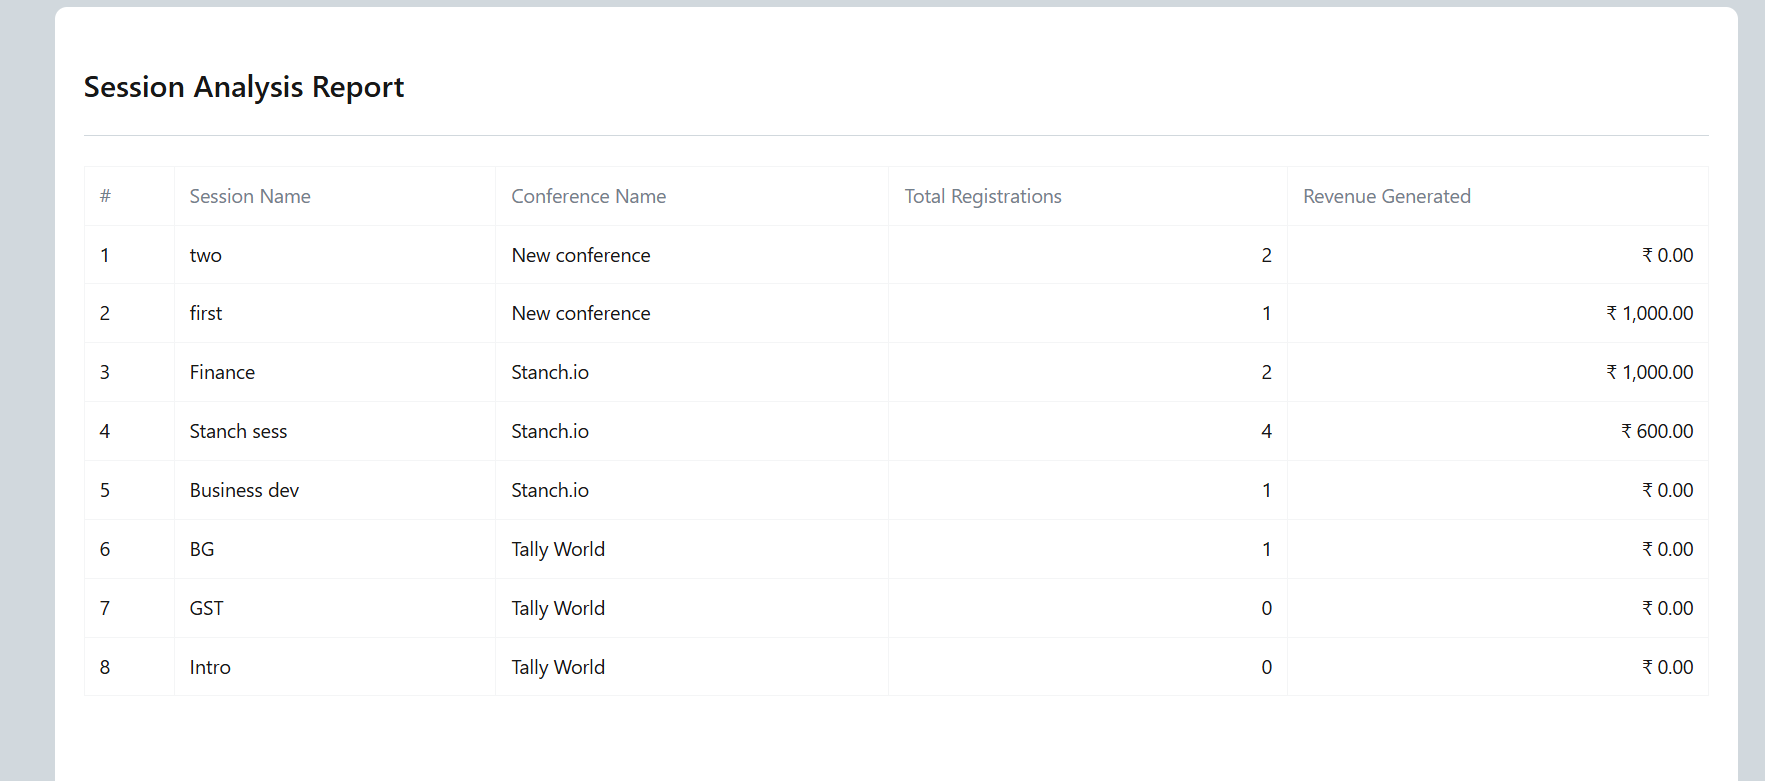 Session Analysis Report
# Session Name Conference Name Total Registrations Revenue Generated
1 two New conference 2 ₹ 0.00
2 first New conference 1 ₹ 1,000.00
3 Finance Stanch.io 2 ₹ 1,000.00
4 Stanch sess Stanch.io 4 ₹ 600.00
5 Business dev Stanch.io 1 ₹ 0.00
6 BG Tally World 1 ₹ 0.00
7 GST Tally World 0 ₹ 0.00
8 Intro Tally World 0 ₹ 0.00